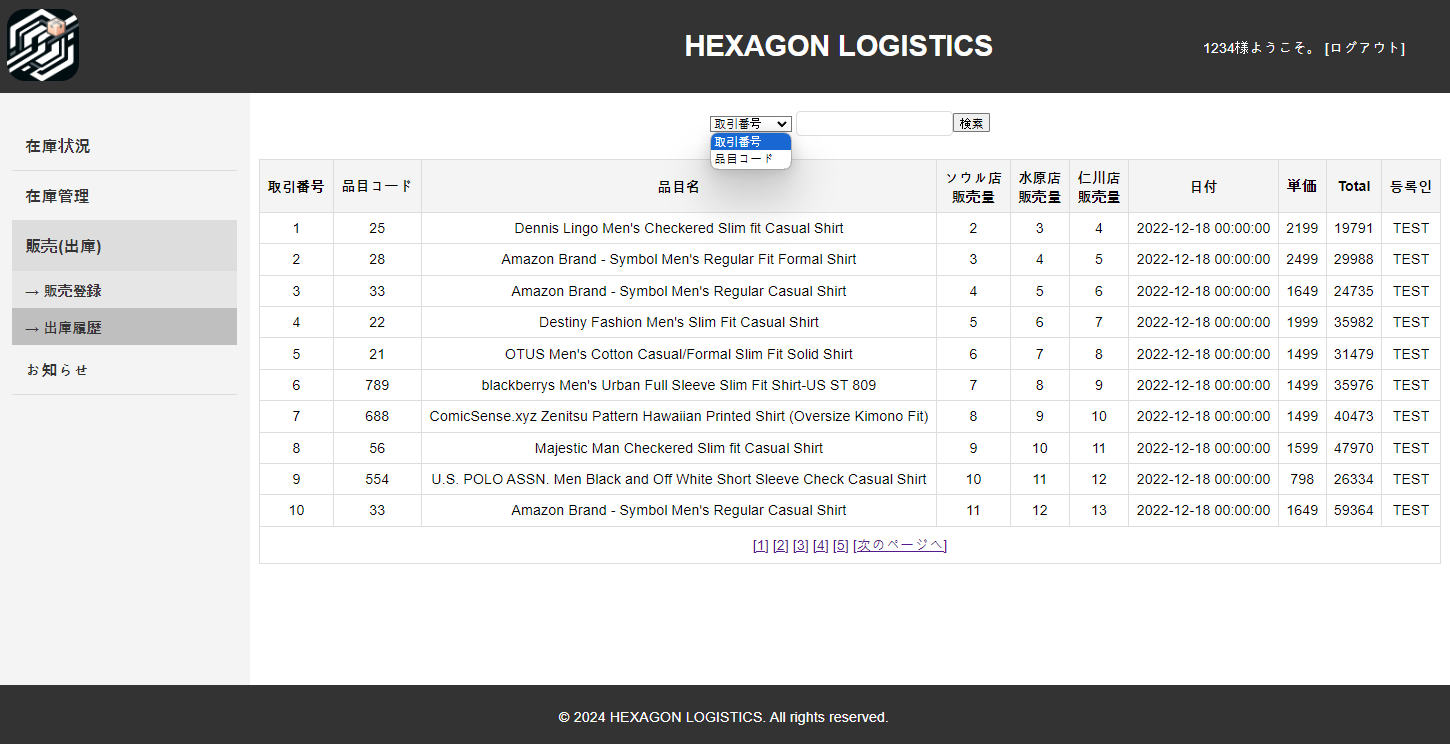 HEXAGON LOGISTICS
1234様ようこそ。 [ログアウト]
在庫状況
在庫管理
販売(出庫)
→ 販売登録
→ 出庫履歴
お知らせ
取引番号 検索
取引番号
品目コード
取引番号 品目コード 品目名 ソウル店 販売量 水原店 販売量 仁川店 販売量 日付 単価 Total 등록인
1 25 Dennis Lingo Men's Checkered Slim fit Casual Shirt 2 3 4 2022-12-18 00:00:00 2199 19791 TEST
2 28 Amazon Brand - Symbol Men's Regular Fit Formal Shirt 3 4 5 2022-12-18 00:00:00 2499 29988 TEST
3 33 Amazon Brand - Symbol Men's Regular Casual Shirt 4 5 6 2022-12-18 00:00:00 1649 24735 TEST
4 22 Destiny Fashion Men's Slim Fit Casual Shirt 5 6 7 2022-12-18 00:00:00 1999 35982 TEST
5 21 OTUS Men's Cotton Casual/Formal Slim Fit Solid Shirt 6 7 8 2022-12-18 00:00:00 1499 31479 TEST
6 789 blackberrys Men's Urban Full Sleeve Slim Fit Shirt-US ST 809 7 8 9 2022-12-18 00:00:00 1499 35976 TEST
7 688 ComicSense.xyz Zenitsu Pattern Hawaiian Printed Shirt (Oversize Kimono Fit) 8 9 10 2022-12-18 00:00:00 1499 40473 TEST
8 56 Majestic Man Checkered Slim fit Casual Shirt 9 10 11 2022-12-18 00:00:00 1599 47970 TEST
9 554 U.S. POLO ASSN. Men Black and Off White Short Sleeve Check Casual Shirt 10 11 12 2022-12-18 00:00:00 798 26334 TEST
10 33 Amazon Brand - Symbol Men's Regular Casual Shirt 11 12 13 2022-12-18 00:00:00 1649 59364 TEST
[1] [2] [3] [4] [5] [次のページへ]
© 2024 HEXAGON LOGISTICS. All rights reserved.